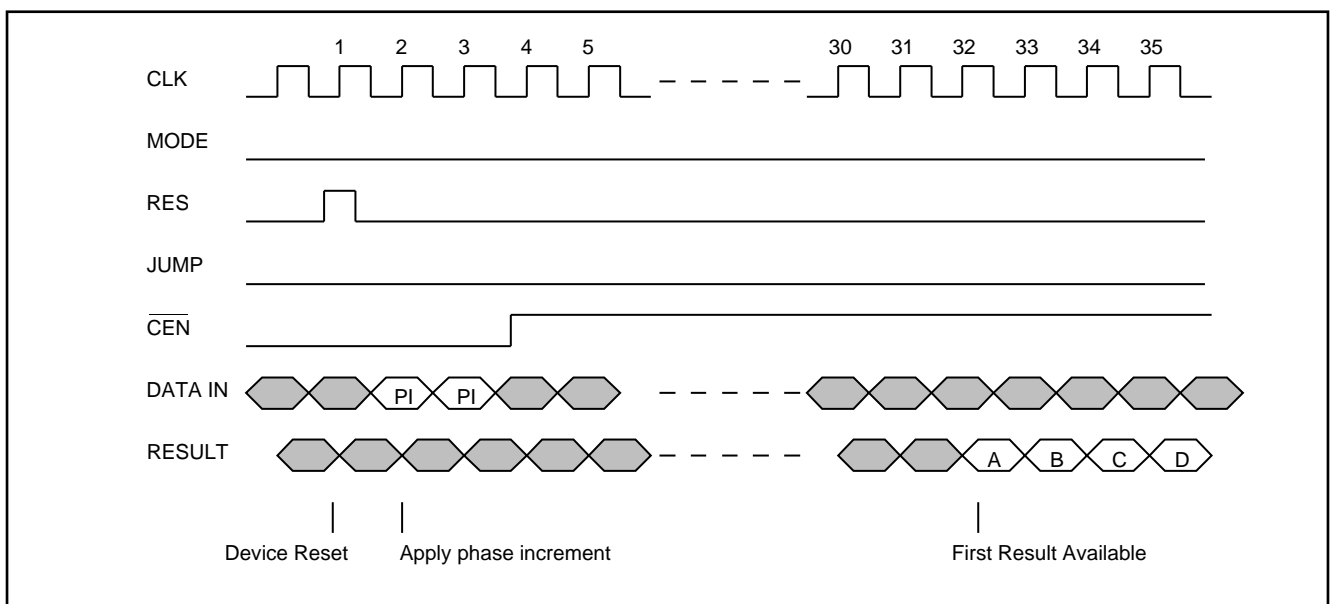 1 2 3 4 5 30 31 32 33 34 35
CLK
MODE
RES
JUMP
CEN
DATA IN PI PI
RESULT A B C D
Device Reset Apply phase increment First Result Available